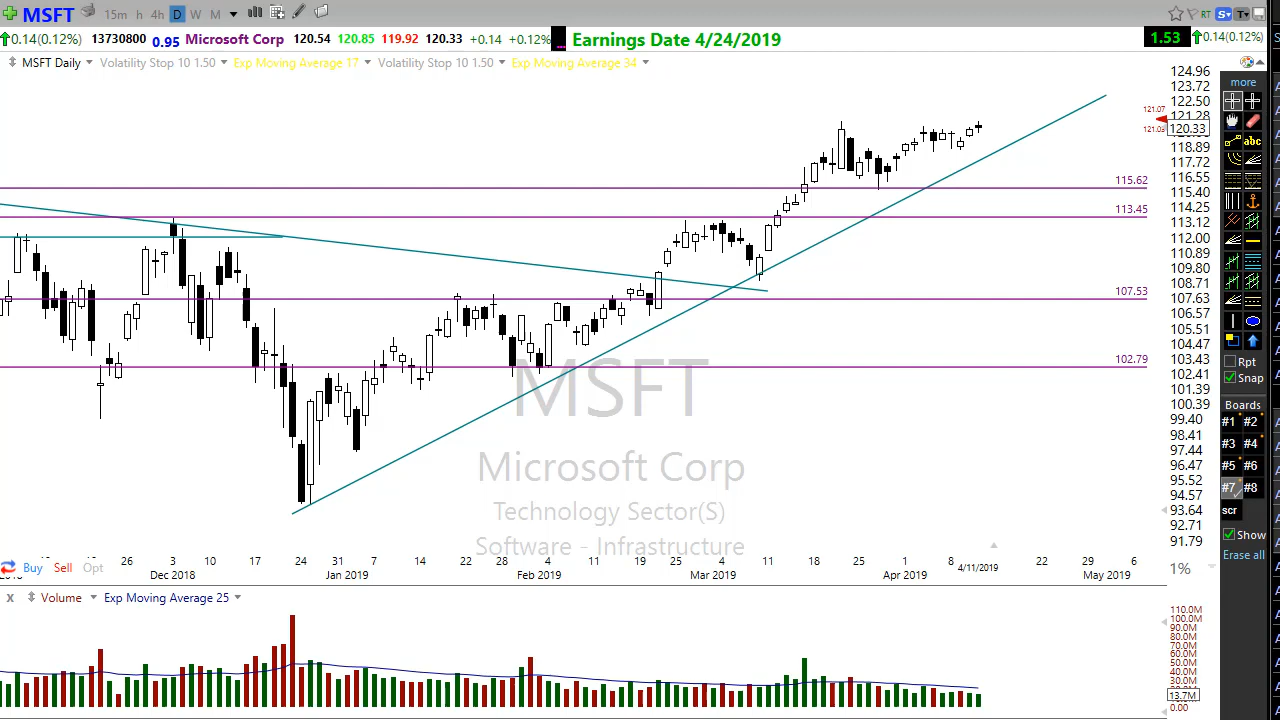 MSFT 15m h 4h D W M RT S T
0.14(0.12%) 13730800 0.95 Microsoft Corp 120.54 120.85 119.92 120.33 +0.14 +0.12% ... Earnings Date 4/24/2019 1.53 0.14(0.12%)
MSFT Daily Volatility Stop 10 1.50 Exp Moving Average 17 Volatility Stop 10 1.50 Exp Moving Average 34
124.96
123.72
122.50
121.28
121.07
120.33
121.03
118.89
117.72
116.55
115.62
115.40
114.25
113.45
113.12
112.00
110.89
109.80
108.71
107.53
107.63
106.57
105.51
104.47
103.43
102.79
102.41
101.39
100.39
99.40
98.41
97.44
96.47
95.52
94.57
93.64
92.71
91.79
more
abc
Rpt
Snap
Boards
#1 #2
#3 #4
#5 #6
#7 #8
scr
Show
Erase all
MSFT
Microsoft Corp
Technology Sector(S)
Software - Infrastructure
26 3 10 17 24 31 7 14 22 28 4 11 19 25 4 11 18 25 1 8 4/11/2019 22 29 6
Dec 2018 Jan 2019 Feb 2019 Mar 2019 Apr 2019 May 2019
Buy Sell Opt 1%
x Volume Exp Moving Average 25
110.0M
100.0M
90.0M
80.0M
70.0M
60.0M
50.0M
40.0M
30.0M
13.7M
0.00